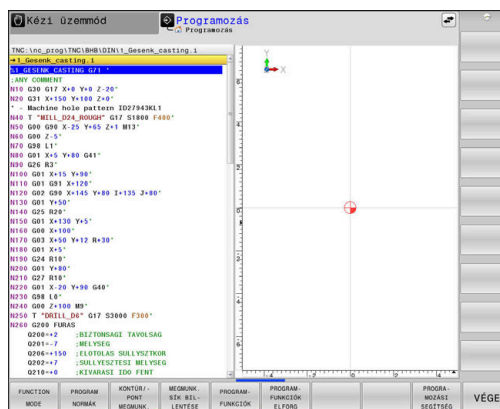 Kézi üzemmód
Programozás
Programozás
TNC:\nc_prog\TNC\BHB\DIN\1_Gesenk_casting.i
→1_Gesenk_casting.i
%1_GESENK_CASTING G71 *
;ANY COMMENT
N10 G30 G17 X+0 Y+0 Z-20*
N20 G31 X+150 Y+100 Z+0*
* - Machine hole pattern ID27943KL1
N40 T "MILL_D24_ROUGH" G17 S1800 F400*
N50 G00 G90 X-25 Y+65 Z+1 M13*
N60 G00 Z-5*
N70 G98 L1*
N80 G01 X+5 Y+80 G41*
N90 G26 R3*
N100 G01 X+15 Y+90*
N110 G01 G91 X+120*
N120 G02 G90 X+145 Y+80 I+135 J+80*
N130 G01 Y+50*
N140 G25 R20*
N150 G01 X+130 Y+5*
N160 G00 X+100*
N170 G03 X+50 Y+12 R+30*
N180 G01 X+5*
N190 G24 R10*
N200 G01 Y+80*
N210 G27 R10*
N220 G01 X-20 Y+90 G40*
N230 G98 L0*
N240 G00 Z+100 M9*
N250 T "DRILL_D6" G17 S3000 F300*
N260 G200 FURAS
Q200=+2 ;BIZTONSAGI TAVOLSAG
Q201=-7 ;MELYSEG
Q206=+150 ;ELOTOLAS SULLYSZTKOR
Q202=+7 ;SULLYESZTESI MELYSEG
Q210=+0 ;KIVARASI IDO FENT
Y
X
FUNCTION MODE
PROGRAM NORMÁK
KONTÚR/- PONT MEGMUNK.
MEGMUNK. SÍK BIL- LENTÉSE
PROGRAM- FUNKCIÓK
PROGRAM- FUNKCIÓK ELFORG
PROGRA- MOZÁSI SEGÍTSÉG
VÉGE